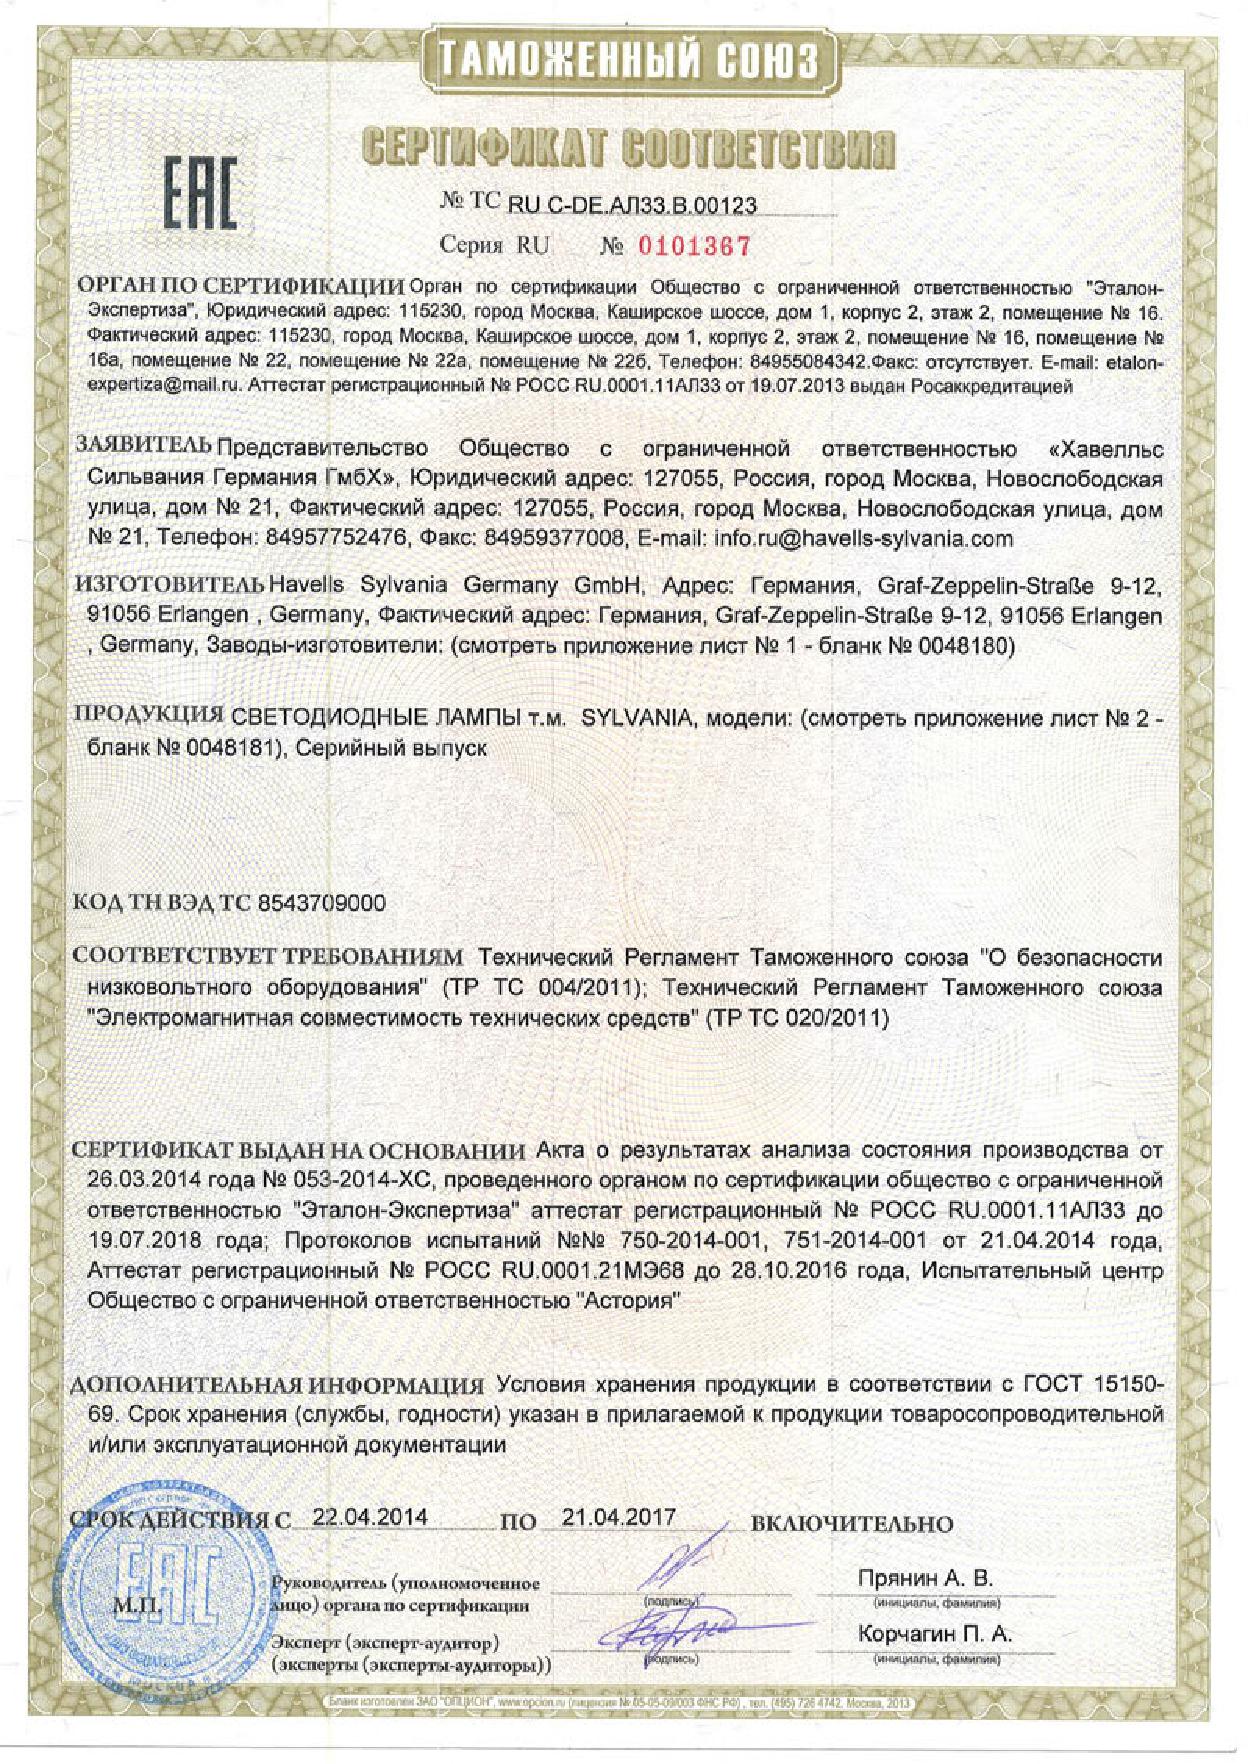 ТАМОЖЕННЫЙ СОЮЗ
СЕРТИФИКАТ СООТВЕТСТВИЯ
ЕАС
№ ТС RU C-DE.АЛ33.В.00123
Серия RU № 0101367
ОРГАН ПО СЕРТИФИКАЦИИ Орган по сертификации Общество с ограниченной ответственностью "Эталон-
Экспертиза", Юридический адрес: 115230, город Москва, Каширское шоссе, дом 1, корпус 2, этаж 2, помещение № 16.
Фактический адрес: 115230, город Москва, Каширское шоссе, дом 1, корпус 2, этаж 2, помещение № 16, помещение №
16а, помещение № 22, помещение № 22а, помещение № 22б, Телефон: 84955084342.Факс: отсутствует. E-mail: etalon-
expertiza@mail.ru. Аттестат регистрационный № РОСС RU.0001.11АЛ33 от 19.07.2013 выдан Росаккредитацией
ЗАЯВИТЕЛЬ Представительство Общество с ограниченной ответственностью «Хавелльс
Сильвания Германия ГмбХ», Юридический адрес: 127055, Россия, город Москва, Новослободская
улица, дом № 21, Фактический адрес: 127055, Россия, город Москва, Новослободская улица, дом
№ 21, Телефон: 84957752476, Факс: 84959377008, E-mail: info.ru@havells-sylvania.com
ИЗГОТОВИТЕЛЬ Havells Sylvania Germany GmbH, Адрес: Германия, Graf-Zeppelin-Straße 9-12,
91056 Erlangen , Germany, Фактический адрес: Германия, Graf-Zeppelin-Straße 9-12, 91056 Erlangen
, Germany, Заводы-изготовители: (смотреть приложение лист № 1 - бланк № 0048180)
ПРОДУКЦИЯ СВЕТОДИОДНЫЕ ЛАМПЫ т.м. SYLVANIA, модели: (смотреть приложение лист № 2 -
бланк № 0048181), Серийный выпуск
КОД ТН ВЭД ТС 8543709000
СООТВЕТСТВУЕТ ТРЕБОВАНИЯМ Технический Регламент Таможенного союза "О безопасности
низковольтного оборудования" (ТР ТС 004/2011); Технический Регламент Таможенного союза
"Электромагнитная совместимость технических средств" (ТР ТС 020/2011)
СЕРТИФИКАТ ВЫДАН НА ОСНОВАНИИ Акта о результатах анализа состояния производства от
26.03.2014 года № 053-2014-ХС, проведенного органом по сертификации общество с ограниченной
ответственностью "Эталон-Экспертиза" аттестат регистрационный № РОСС RU.0001.11АЛ33 до
19.07.2018 года; Протоколов испытаний №№ 750-2014-001, 751-2014-001 от 21.04.2014 года,
Аттестат регистрационный № РОСС RU.0001.21МЭ68 до 28.10.2016 года, Испытательный центр
Общество с ограниченной ответственностью "Астория"
ДОПОЛНИТЕЛЬНАЯ ИНФОРМАЦИЯ Условия хранения продукции в соответствии с ГОСТ 15150-
69. Срок хранения (службы, годности) указан в прилагаемой к продукции товаросопроводительной
и/или эксплуатационной документации
СРОК ДЕЙСТВИЯ С 22.04.2014 ПО 21.04.2017 ВКЛЮЧИТЕЛЬНО
ЕАС
МОСКВА
М.П.
Руководитель (уполномоченное
лицо) органа по сертификации
(подпись)
Прянин А. В.
(инициалы, фамилия)
Эксперт (эксперт-аудитор)
(эксперты (эксперты-аудиторы))
(подпись)
Корчагин П. А.
(инициалы, фамилия)
Бланк изготовлен ЗАО "ОПЦИОН", www.opcion.ru (лицензия № 05-05-09/003 ФНС РФ), тел. (495) 726 4742, Москва, 2013